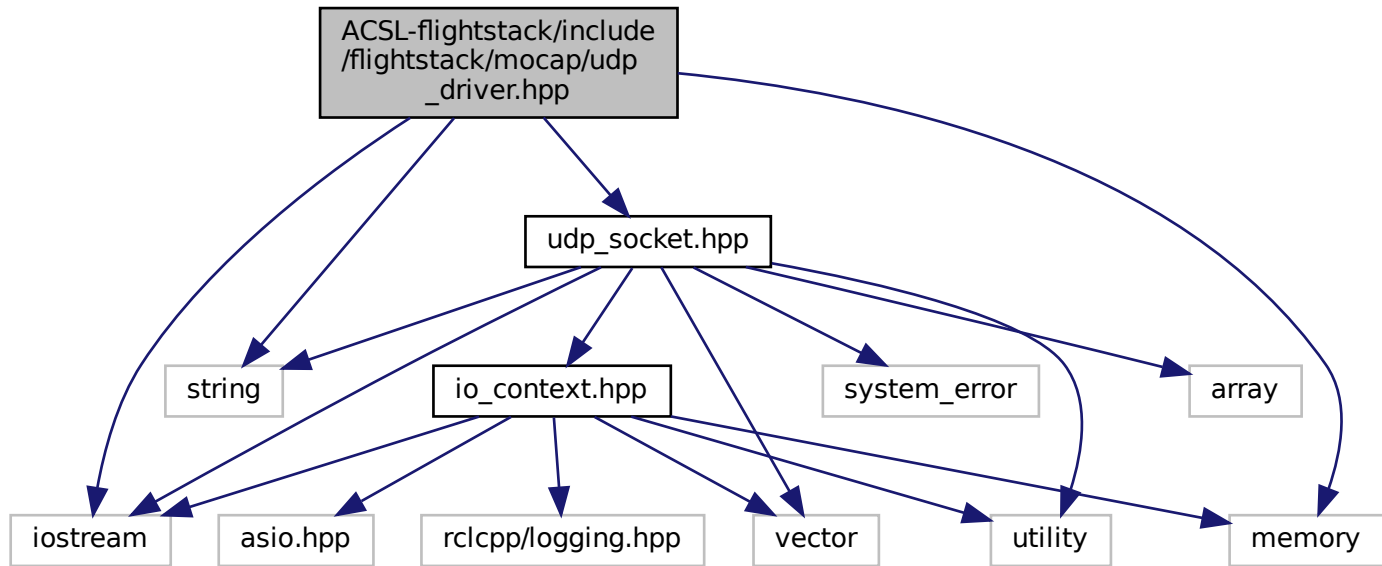 ACSL-flightstack/include
/flightstack/mocap/udp
_driver.hpp
udp_socket.hpp
string
io_context.hpp
system_error
array
iostream
asio.hpp
rclcpp/logging.hpp
vector
utility
memory